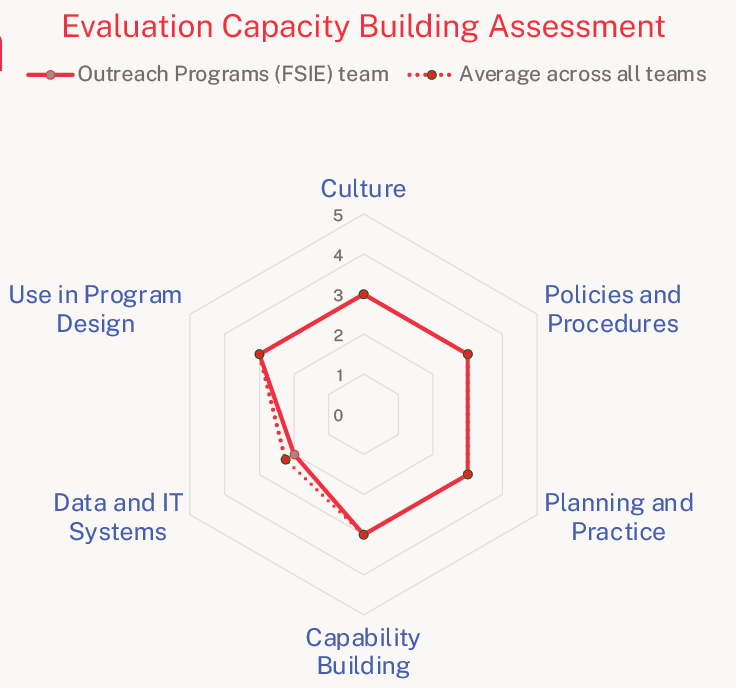 Evaluation Capacity Building Assessment
Outreach Programs (FSIE) team
Average across all teams
Culture
5
4
3
2
1
0
Use in Program
Design
Policies and
Procedures
Data and IT
Systems
Planning and
Practice
Capability
Building